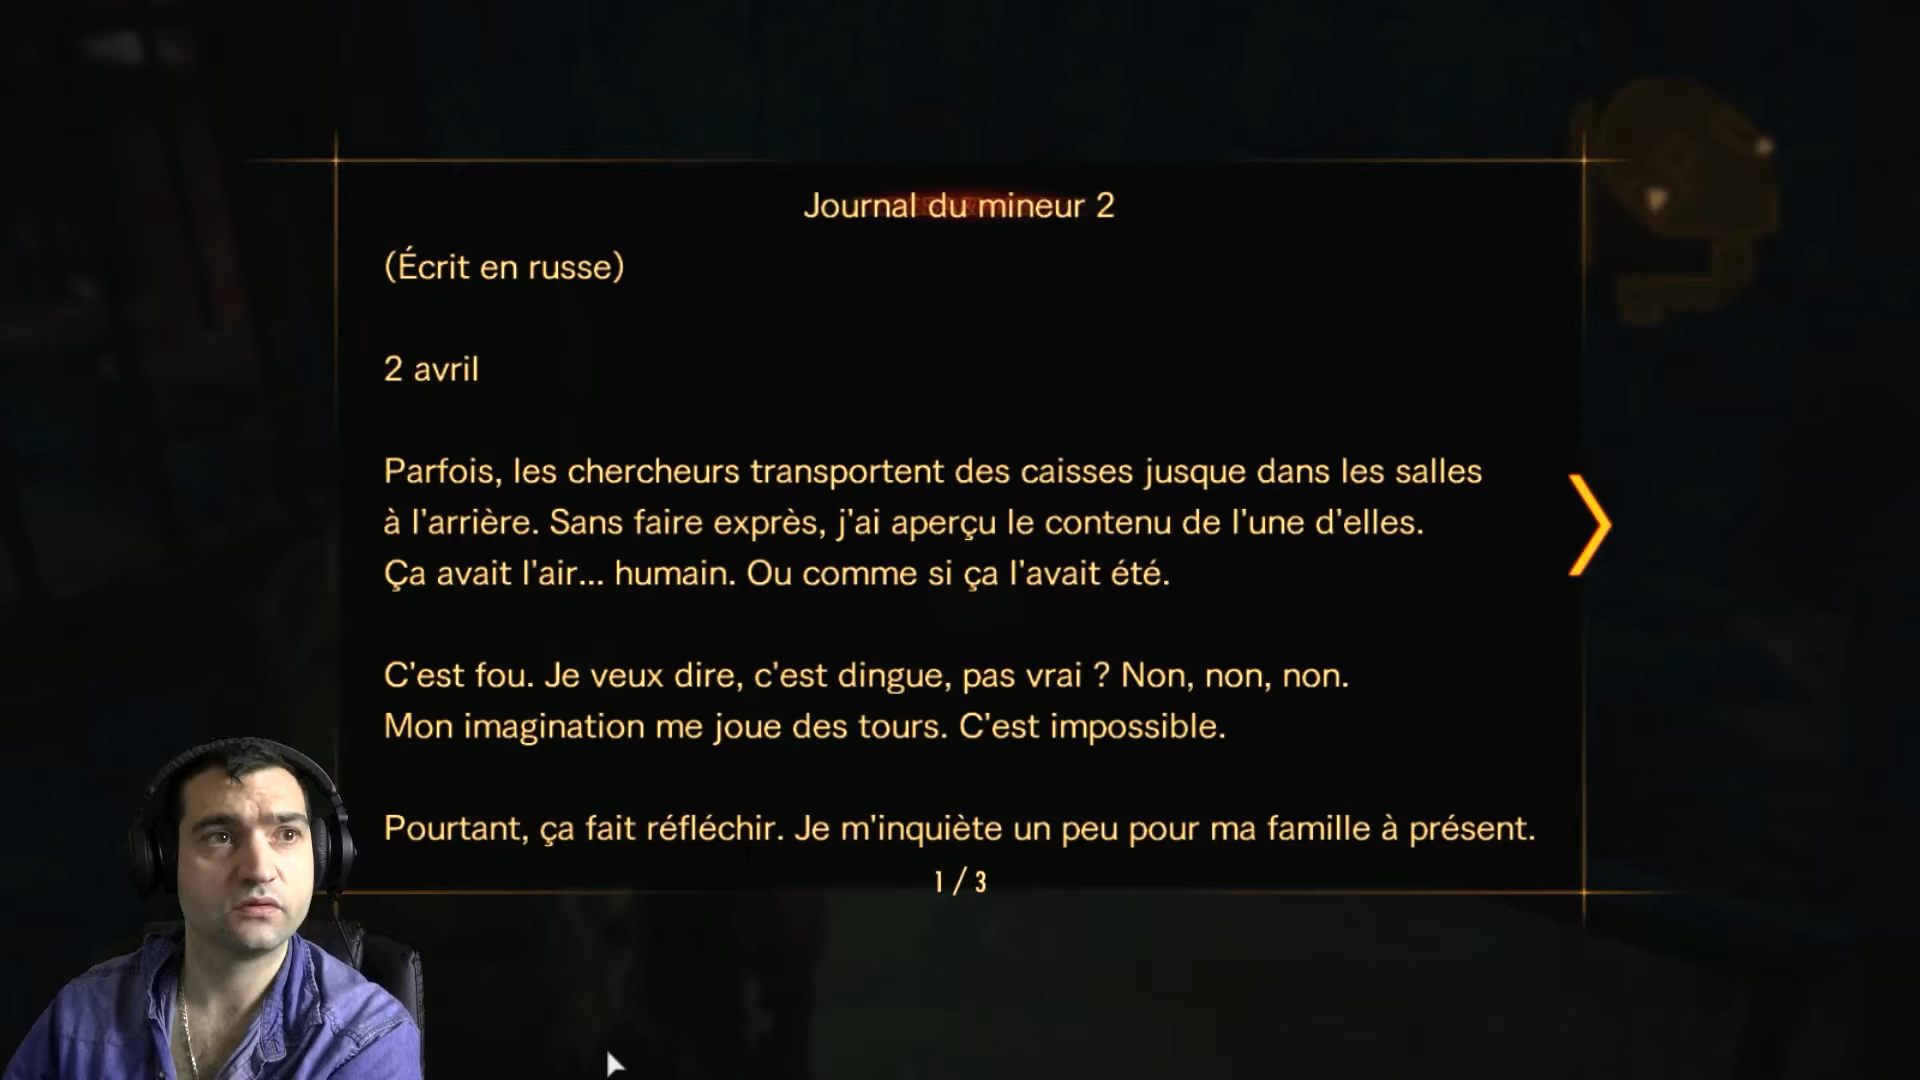 Journal du mineur 2
(Écrit en russe)
2 avril
Parfois, les chercheurs transportent des caisses jusque dans les salles
à l'arrière. Sans faire exprès, j'ai aperçu le contenu de l'une d'elles.
Ça avait l'air... humain. Ou comme si ça l'avait été.
C'est fou. Je veux dire, c'est dingue, pas vrai ? Non, non, non.
Mon imagination me joue des tours. C'est impossible.
Pourtant, ça fait réfléchir. Je m'inquiète un peu pour ma famille à présent.
1 / 3